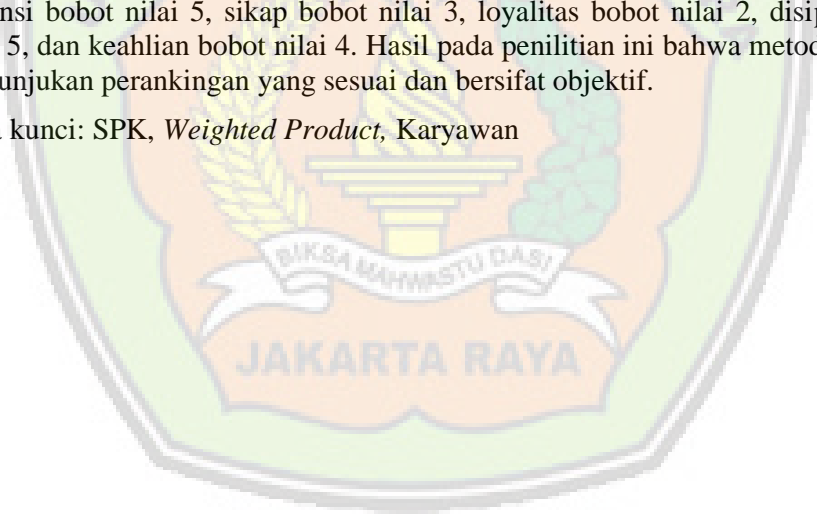 nsi bobot nilai 5, sikap bobot nilai 3, loyalitas bobot nilai 2, disip
5, dan keahlian bobot nilai 4. Hasil pada penilitian ini bahwa metod
unjukan perankingan yang sesuai dan bersifat objektif.
kunci: SPK, Weighted Product, Karyawan
BIKSA MAHWASTU DASI
JAKARTA RAYA